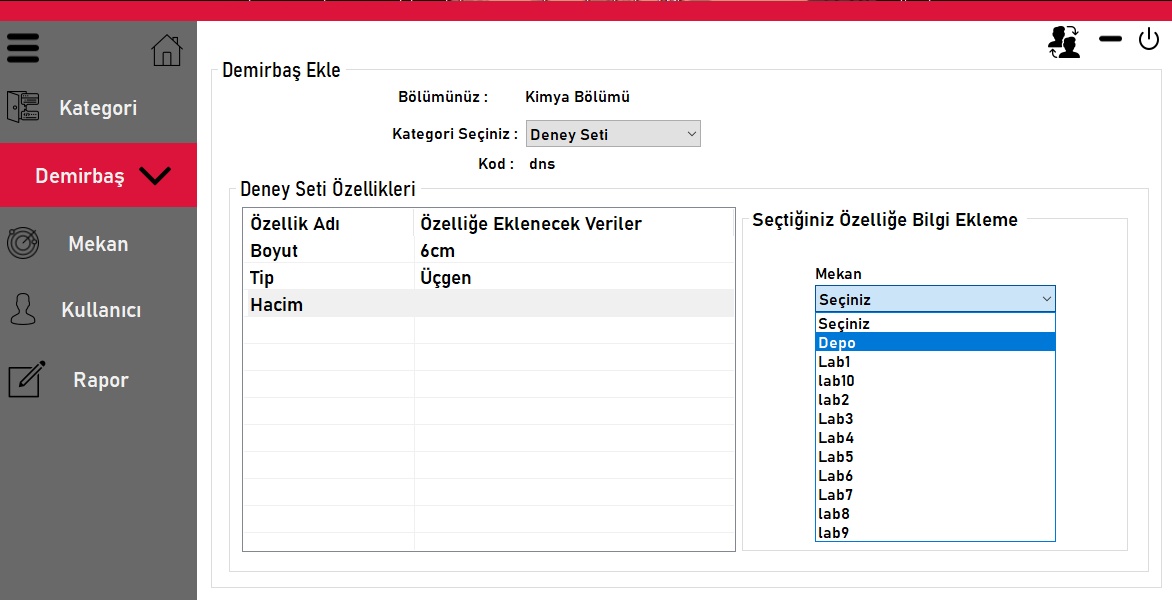 Kategori
Demirbaş
Mekan
Kullanıcı
Rapor
Demirbaş Ekle
Bölümünüz : Kimya Bölümü
Kategori Seçiniz : Deney Seti
Kod : dns
Deney Seti Özellikleri
Özellik Adı Özelliğe Eklenecek Veriler
Boyut 6cm
Tip Üçgen
Hacim
Seçtiğiniz Özelliğe Bilgi Ekleme
Mekan
Seçiniz
Seçiniz
Depo
Lab1
lab10
lab2
Lab3
Lab4
Lab5
Lab6
Lab7
lab8
lab9